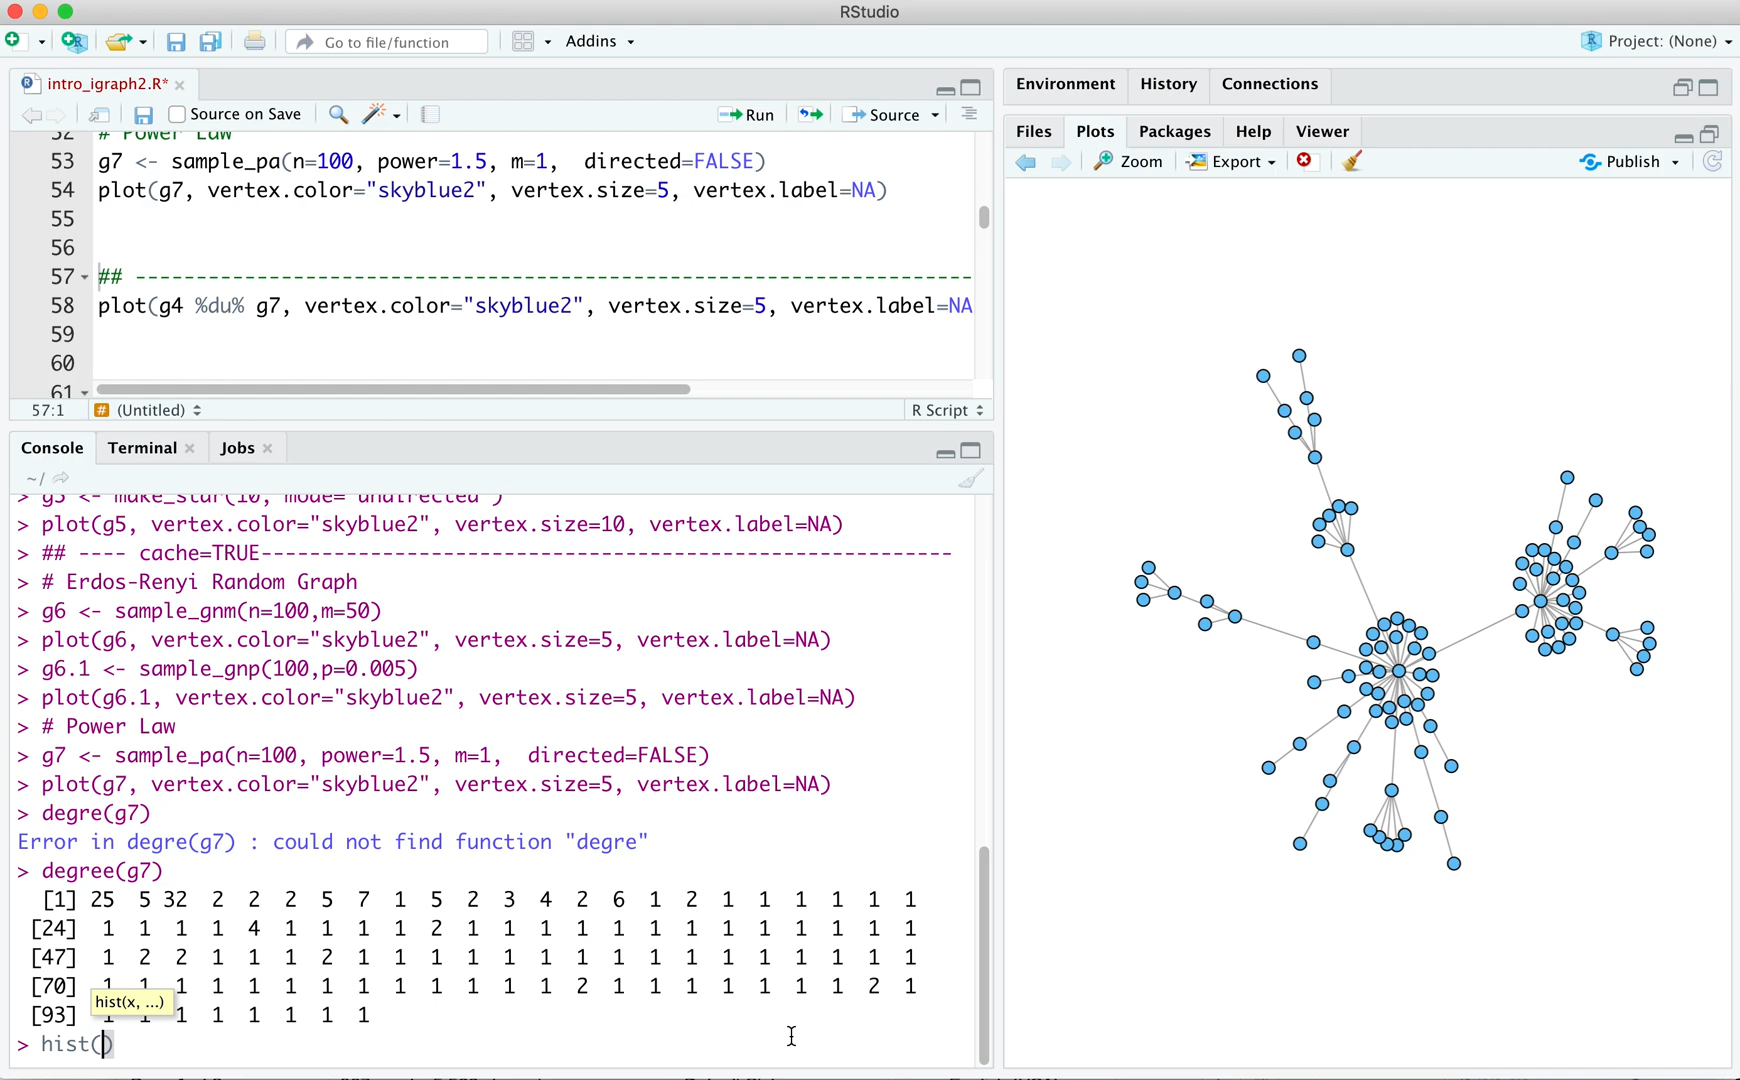 RStudio
Go to file/function
Addins
Project: (None)
intro_igraph2.R*
Source on Save
Run
Source
52 # Power Law
53 g7 <- sample_pa(n=100, power=1.5, m=1,  directed=FALSE)
54 plot(g7, vertex.color="skyblue2", vertex.size=5, vertex.label=NA)
55
56
57 ## ---------------------------------------------------------------------
58 plot(g4 %du% g7, vertex.color="skyblue2", vertex.size=5, vertex.label=NA
59
60
61
57:1
(Untitled)
R Script
Console
Terminal
Jobs
~/
> g5 <- make_star(10, mode="undirected")
> plot(g5, vertex.color="skyblue2", vertex.size=10, vertex.label=NA)
> ## ---- cache=TRUE---------------------------------------------------------
> # Erdos-Renyi Random Graph
> g6 <- sample_gnm(n=100,m=50)
> plot(g6, vertex.color="skyblue2", vertex.size=5, vertex.label=NA)
> g6.1 <- sample_gnp(100,p=0.005)
> plot(g6.1, vertex.color="skyblue2", vertex.size=5, vertex.label=NA)
> # Power Law
> g7 <- sample_pa(n=100, power=1.5, m=1,  directed=FALSE)
> plot(g7, vertex.color="skyblue2", vertex.size=5, vertex.label=NA)
> degre(g7)
Error in degre(g7) : could not find function "degre"
> degree(g7)
[1] 25 5 32 2 2 2 5 7 1 5 2 3 4 2 6 1 2 1 1 1 1 1 1
[24] 1 1 1 1 4 1 1 1 1 2 1 1 1 1 1 1 1 1 1 1 1 1 1
[47] 1 2 2 1 1 1 2 1 1 1 1 1 1 1 1 1 1 1 1 1 1 1 1
[70] 1 1 1 1 1 1 1 1 1 1 1 1 1 2 1 1 1 1 1 1 1 2 1
hist(x, ...)
[93] 1 1 1 1 1 1 1 1
> hist()
Environment
History
Connections
Files
Plots
Packages
Help
Viewer
Zoom
Export
Publish